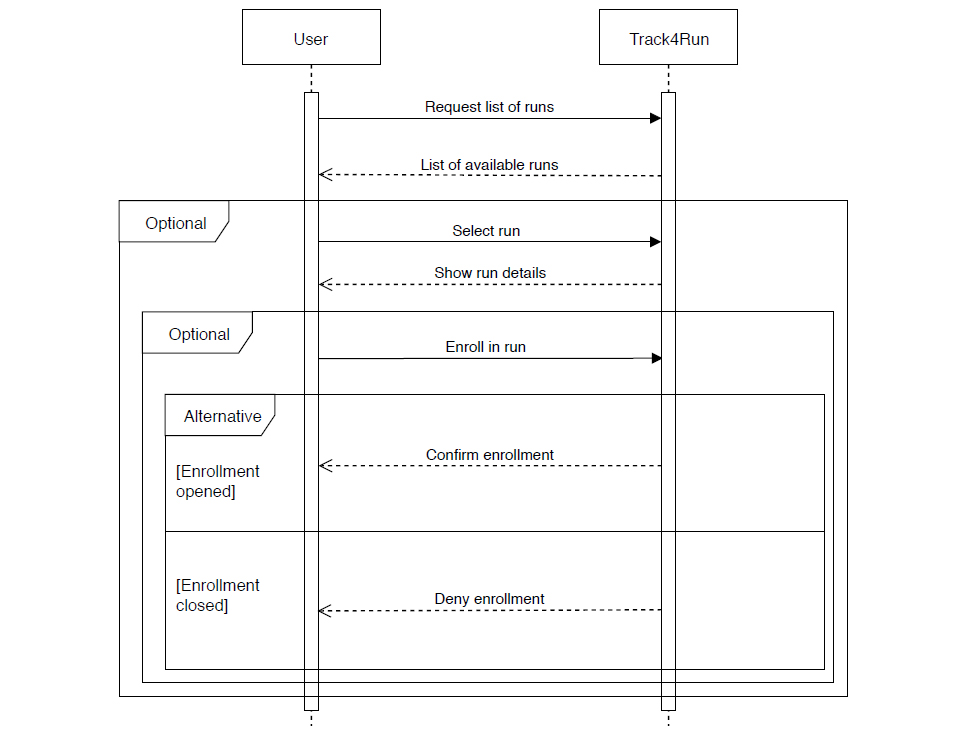 User
Track4Run
Request list of runs
List of available runs
Optional
Select run
Show run details
Optional
Enroll in run
Alternative
Confirm enrollment
[Enrollment
opened]
[Enrollment
closed]
Deny enrollment